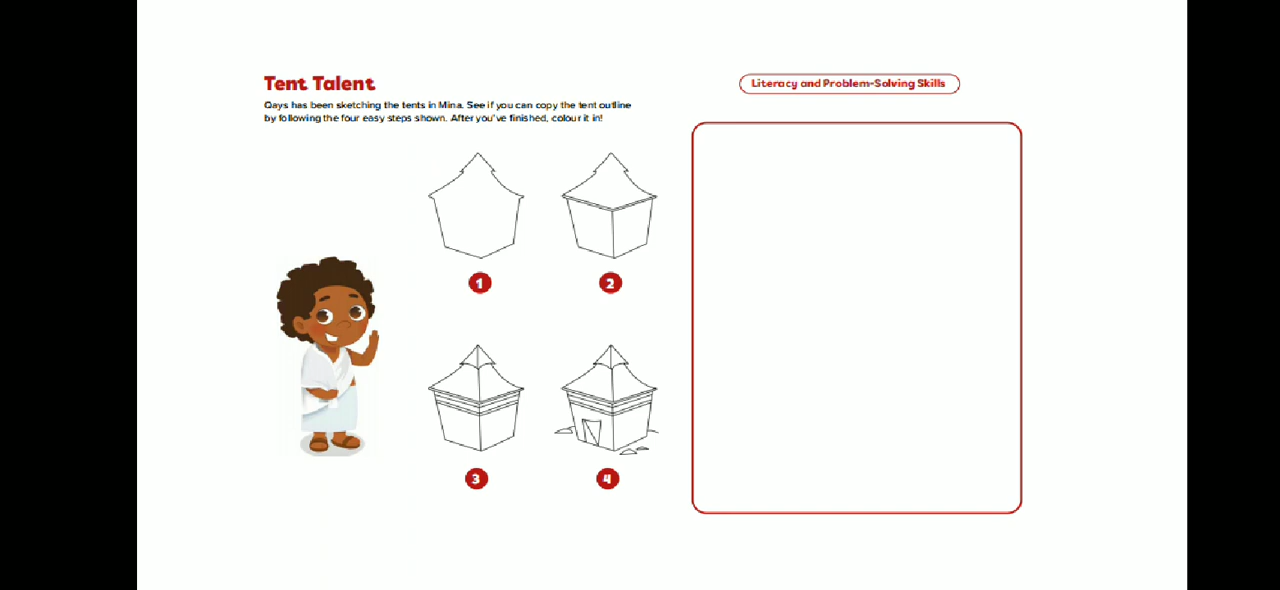 Tent Talent
Qays has been sketching the tents in Mina. See if you can copy the tent outline
by following the four easy steps shown. After you've finished, colour it in!
Literacy and Problem-Solving Skills
1
2
3
4